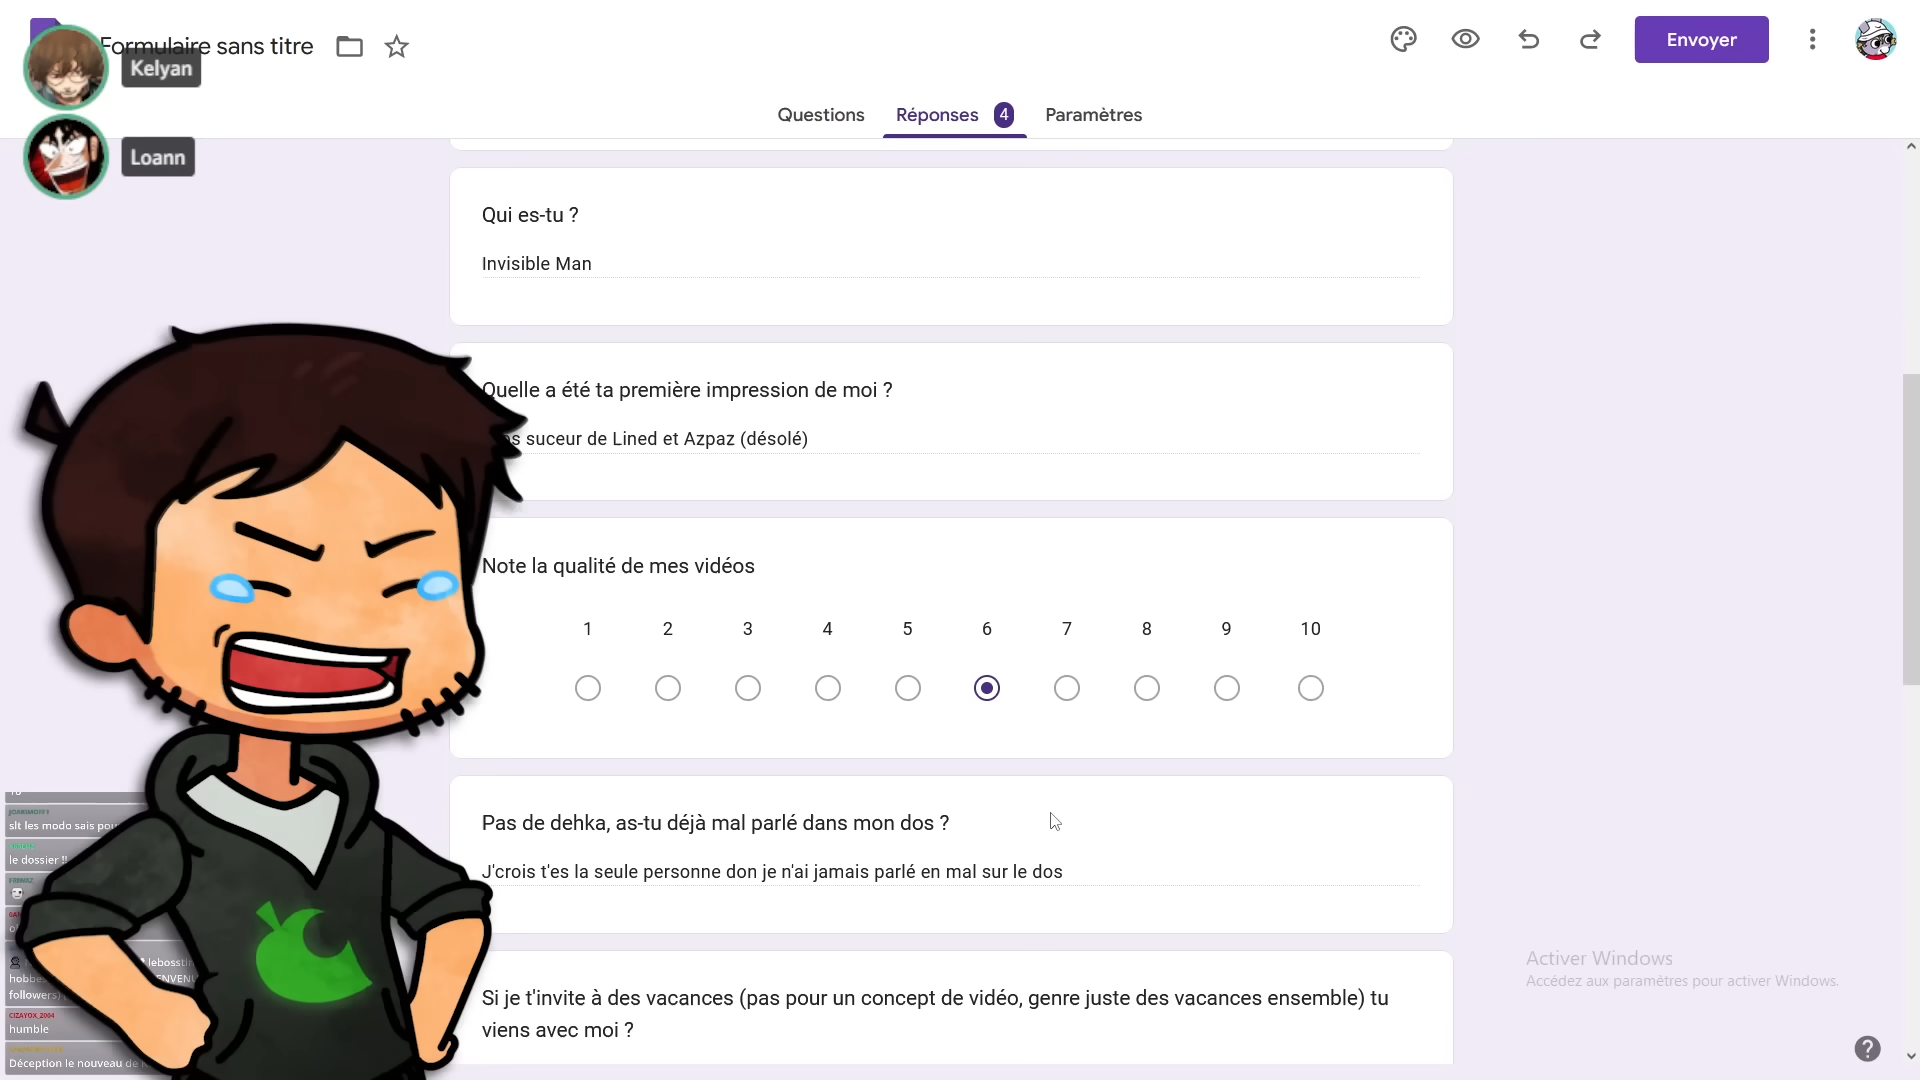 Formulaire sans titre
Envoyer
Kelyan
Loann
Questions
Réponses 4
Paramètres
Qui es-tu ?
Invisible Man
Quelle a été ta première impression de moi ?
suceur de Lined et Azpaz (désolé)
Note la qualité de mes vidéos
1 2 3 4 5 6 7 8 9 10
Pas de dehka, as-tu déjà mal parlé dans mon dos ?
J'crois t'es la seule personne don je n'ai jamais parlé en mal sur le dos
Si je t'invite à des vacances (pas pour un concept de vidéo, genre juste des vacances ensemble) tu
viens avec moi ?
slt les modo sais
le dossier !!
followers)
CIZAYOX_2004
humble
Déception le nouveau de
Activer Windows
Accédez aux paramètres pour activer Windows.